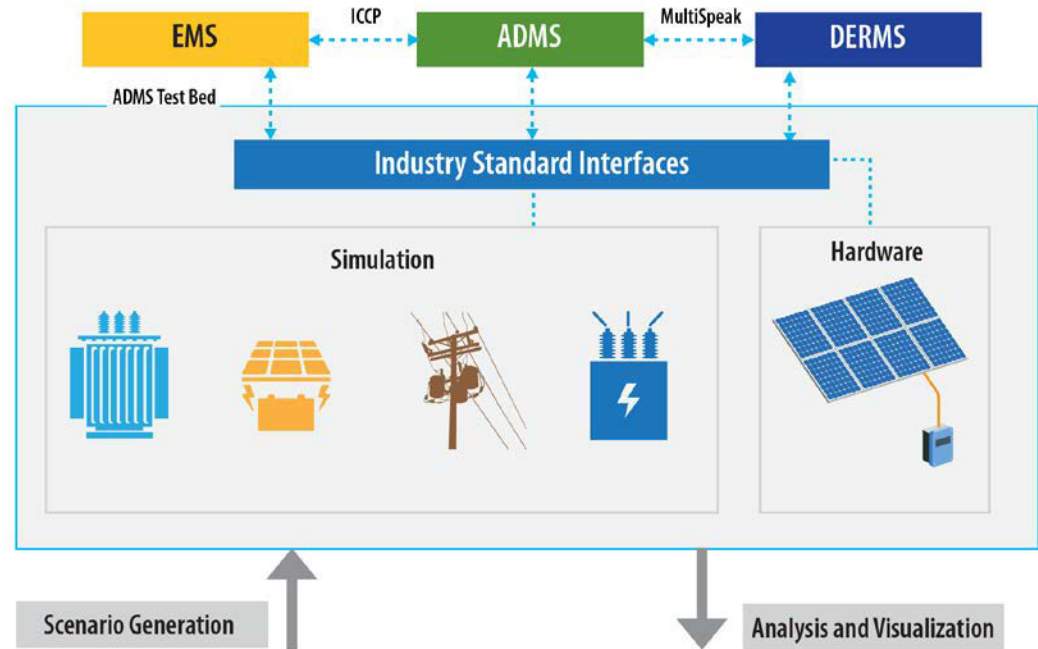 ICCP
MultiSpeak
EMS
ADMS
DERMS
ADMS Test Bed
Industry Standard Interfaces
Simulation
Hardware
Scenario Generation
Analysis and Visualization